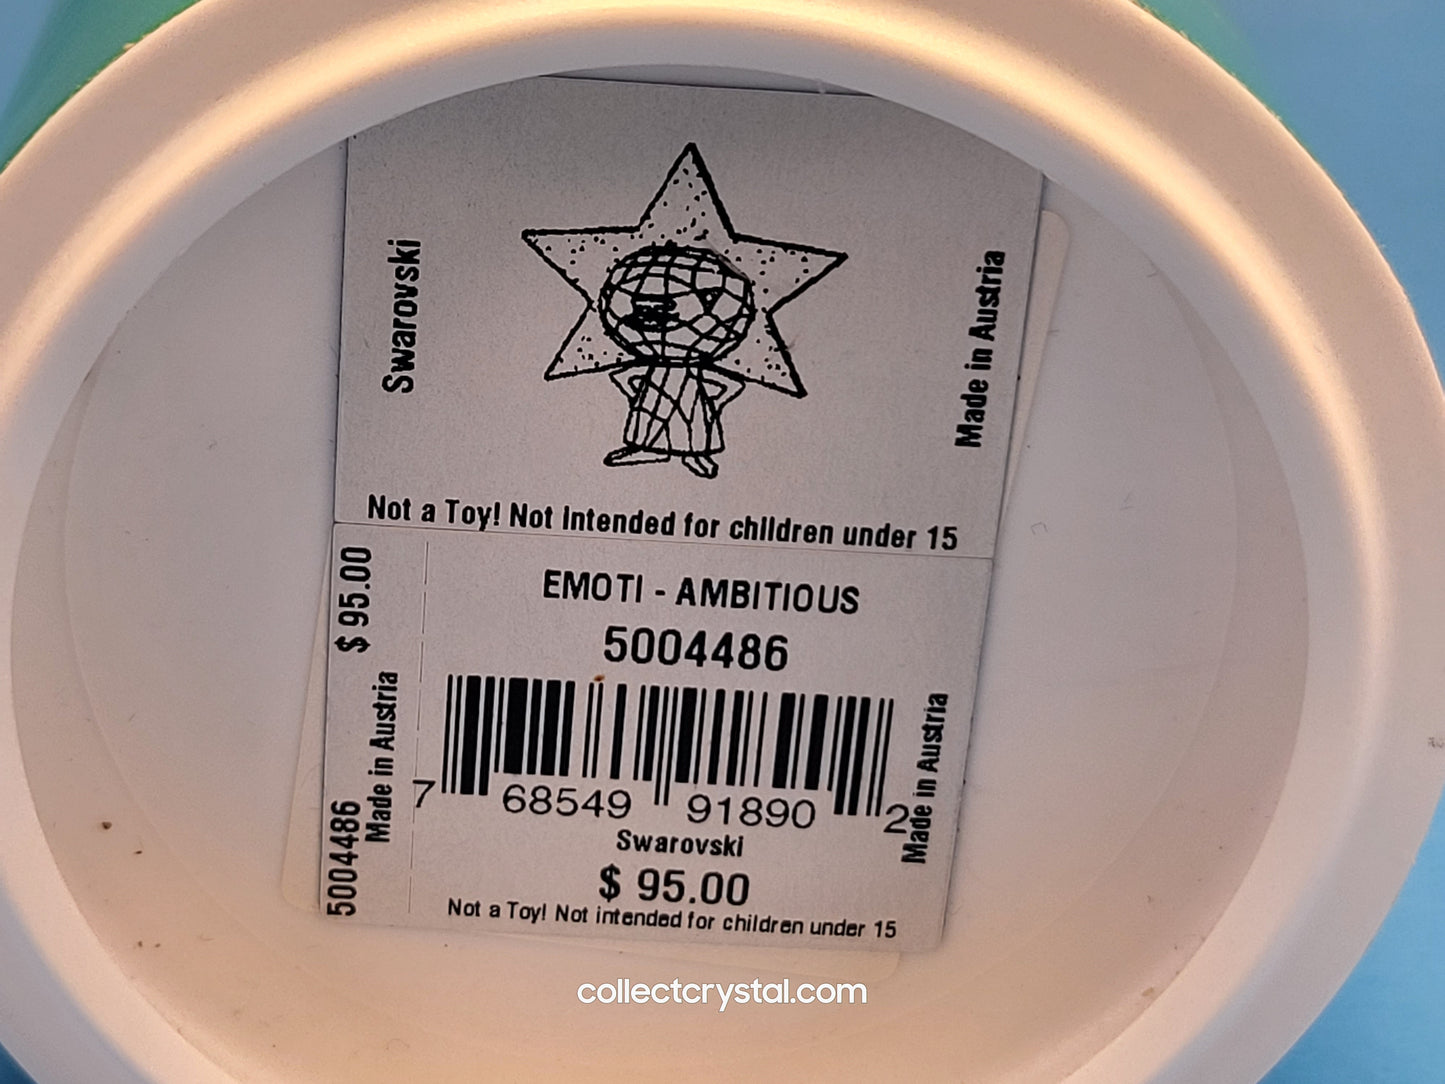 Swarovski
Made in Austria
Not a Toy! Not intended for children under 15
$ 95.00
Made in Austria
5004486
EMOTI - AMBITIOUS
5004486
7 68549 91890 2
Made in Austria
Swarovski
$ 95.00
Not a Toy! Not intended for children under 15
collectcrystal.com